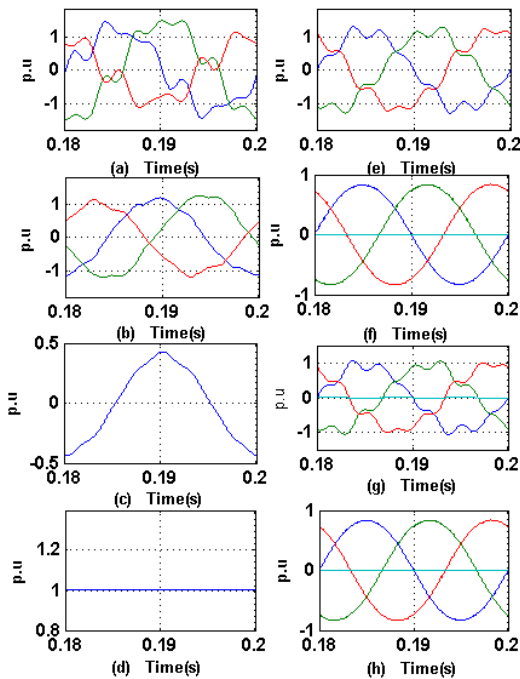 p.u
1
0
-1
0.18 0.19 0.2
(a) Time(s)
p.u
1
0
-1
0.18 0.19 0.2
(b) Time(s)
p.u
0.5
0
-0.5
0.18 0.19 0.2
(c) Time(s)
p.u
1.2
1
0.8
0.18 0.19 0.2
(d) Time(s)
p.u
1
0
-1
0.18 0.19 0.2
(e) Time(s)
p.u
1
0
-1
0.18 0.19 0.2
(f) Time(s)
p.u
1
0
-1
0.18 0.19 0.2
(g) Time(s)
p.u
1
0
-1
0.18 0.19 0.2
(h) Time(s)